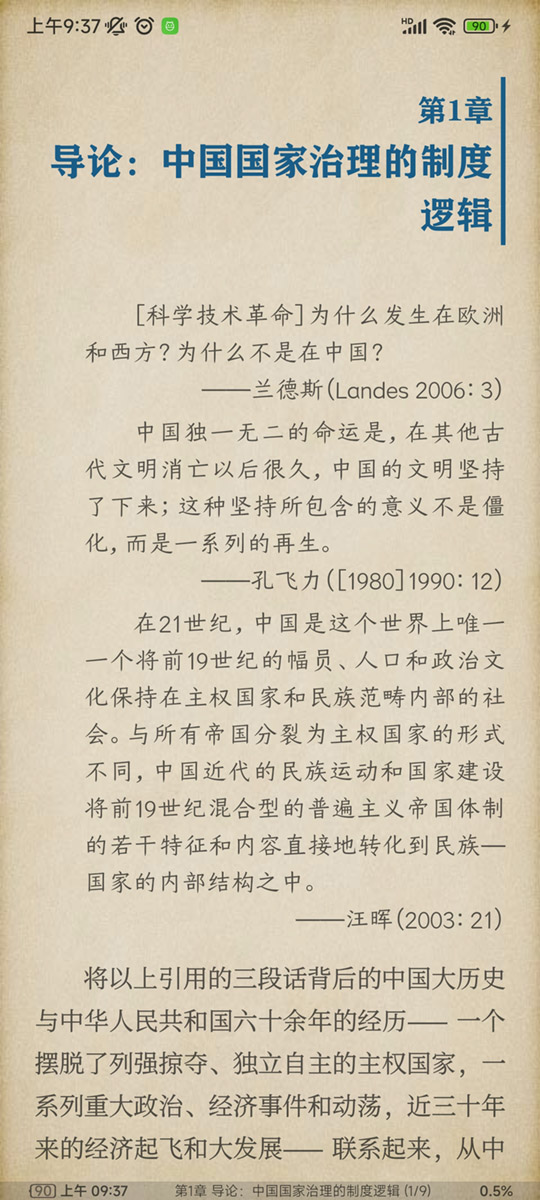 上午9:37
HD
90
第1章
导论：中国国家治理的制度
逻辑
[科学技术革命]为什么发生在欧洲
和西方？为什么不是在中国？
——兰德斯(Landes 2006：3)
中国独一无二的命运是，在其他古
代文明消亡以后很久，中国的文明坚持
了下来；这种坚持所包含的意义不是僵
化，而是一系列的再生。
——孔飞力([1980]1990：12)
在21世纪，中国是这个世界上唯一
一个将前19世纪的幅员、人口和政治文
化保持在主权国家和民族范畴内部的社
会。与所有帝国分裂为主权国家的形式
不同，中国近代的民族运动和国家建设
将前19世纪混合型的普遍主义帝国体制
的若干特征和内容直接地转化到民族—
国家的内部结构之中。
——汪晖(2003：21)
将以上引用的三段话背后的中国大历史
与中华人民共和国六十余年的经历—— 一个
摆脱了列强掠夺、独立自主的主权国家，一
系列重大政治、经济事件和动荡，近三十年
来的经济起飞和大发展—— 联系起来，从中
90 上午 09:37 第1章 导论：中国国家治理的制度逻辑 (1/9) 0.5%